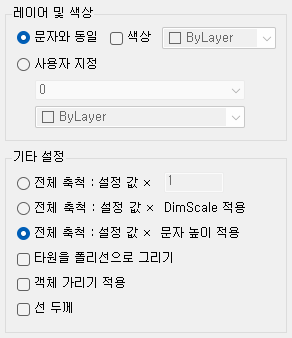 레이어 및 색상
문자와 동일 색상 ByLayer
사용자 지정
0
ByLayer
기타 설정
전체 축척 : 설정 값 × 1
전체 축척 : 설정 값 × DimScale 적용
전체 축척 : 설정 값 × 문자 높이 적용
타원을 폴리선으로 그리기
객체 가리기 적용
선 두께